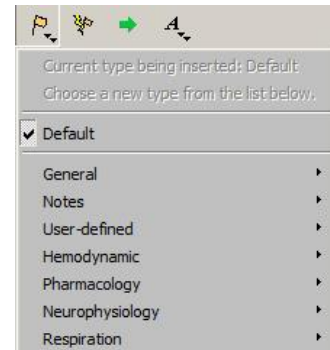 A
Current type being inserted: Default
Choose a new type from the list below.
Default
General
Notes
User-defined
Hemodynamic
Pharmacology
Neurophysiology
Respiration